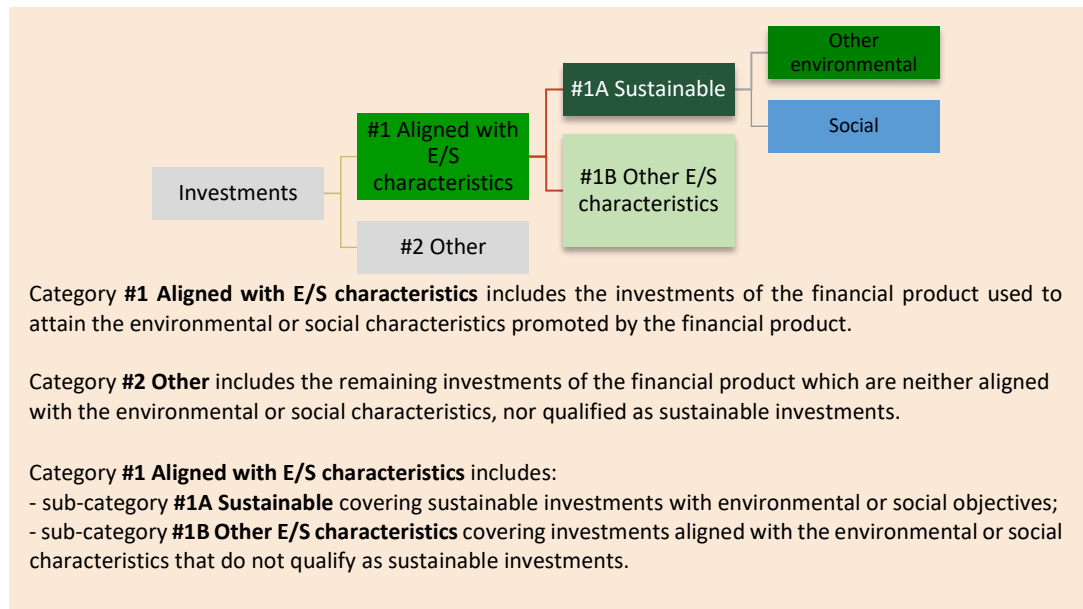 Other
environmental
#1A Sustainable
Social
#1 Aligned with
E/S
characteristics
#1B Other E/S
characteristics
Investments
#2 Other
Category #1 Aligned with E/S characteristics includes the investments of the financial product used to
attain the environmental or social characteristics promoted by the financial product.
Category #2 Other includes the remaining investments of the financial product which are neither aligned
with the environmental or social characteristics, nor qualified as sustainable investments.
Category #1 Aligned with E/S characteristics includes:
- sub-category #1A Sustainable covering sustainable investments with environmental or social objectives;
- sub-category #1B Other E/S characteristics covering investments aligned with the environmental or social
characteristics that do not qualify as sustainable investments.